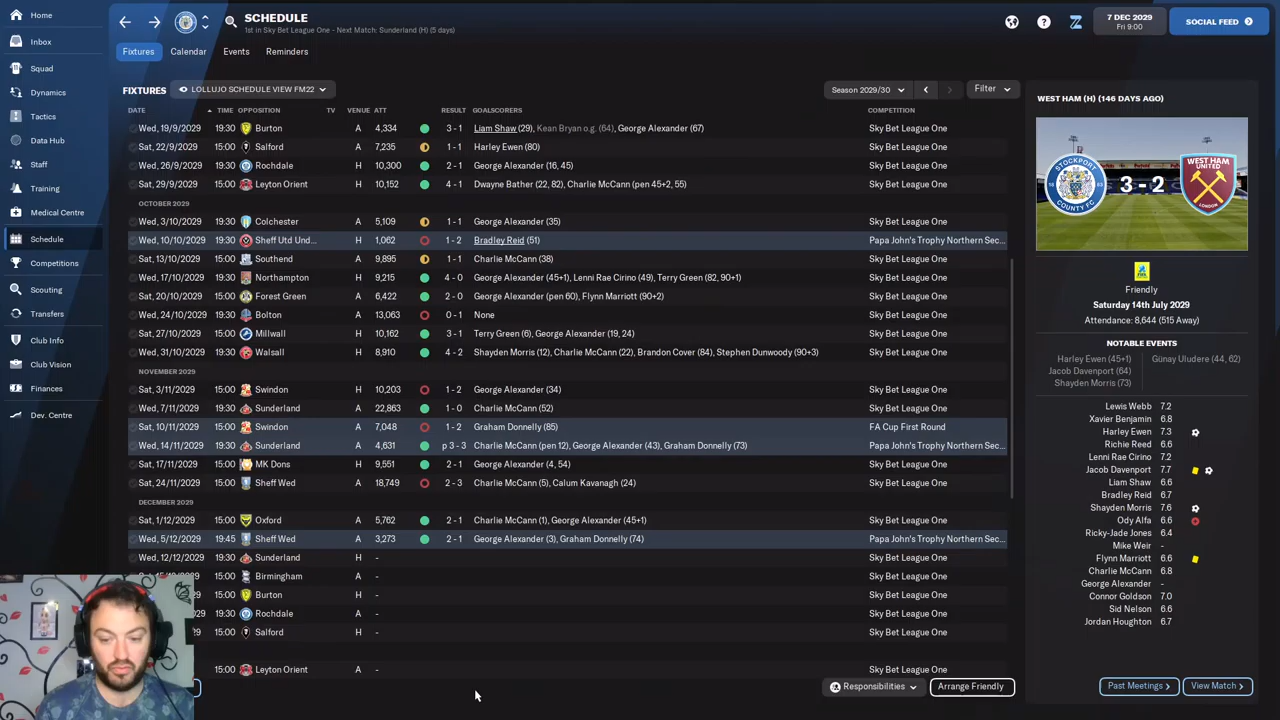 Home
Inbox
Squad
Dynamics
Tactics
Data Hub
Staff
Training
Medical Centre
Schedule
Competitions
Scouting
Transfers
Club Info
Club Vision
Finances
Dev. Centre
SCHEDULE
1st in Sky Bet League One - Next Match: Sunderland (H) (5 days)
7 DEC 2029
Fri 9:00
SOCIAL FEED
Fixtures Calendar Events Reminders
FIXTURES LOLLUJO SCHEDULE VIEW FM22 Season 2029/30 Filter
DATE TIME OPPOSITION TV VENUE ATT RESULT GOALSCORERS COMPETITION
Wed, 19/9/2029 19:30 Burton A 4,334 3 - 1 Liam Shaw (29), Kean Bryan o.g. (64), George Alexander (67) Sky Bet League One
Sat, 22/9/2029 15:00 Salford A 7,235 1 - 1 Harley Ewen (80) Sky Bet League One
Wed, 26/9/2029 19:30 Rochdale H 10,300 2 - 1 George Alexander (16, 45) Sky Bet League One
Sat, 29/9/2029 15:00 Leyton Orient H 10,152 4 - 1 Dwayne Bather (22, 82), Charlie McCann (pen 45+2, 55) Sky Bet League One
OCTOBER 2029
Wed, 3/10/2029 19:30 Colchester A 5,109 1 - 1 George Alexander (35) Sky Bet League One
Wed, 10/10/2029 19:30 Sheff Utd Und... H 1,062 1 - 2 Bradley Reid (51) Papa John's Trophy Northern Sec...
Sat, 13/10/2029 15:00 Southend A 9,895 1 - 1 Charlie McCann (38) Sky Bet League One
Wed, 17/10/2029 19:30 Northampton H 9,215 4 - 0 George Alexander (45+1), Lenni Rae Cirino (49), Terry Green (82, 90+1) Sky Bet League One
Sat, 20/10/2029 15:00 Forest Green A 6,422 2 - 0 George Alexander (pen 60), Flynn Marriott (90+2) Sky Bet League One
Wed, 24/10/2029 19:30 Bolton A 13,063 0 - 1 None Sky Bet League One
Sat, 27/10/2029 15:00 Millwall H 10,162 3 - 1 Terry Green (6), George Alexander (19, 24) Sky Bet League One
Wed, 31/10/2029 19:30 Walsall A 8,910 4 - 2 Shayden Morris (12), Charlie McCann (22), Brandon Cover (84), Stephen Dunwoody (90+3) Sky Bet League One
NOVEMBER 2029
Sat, 3/11/2029 15:00 Swindon H 10,203 1 - 2 George Alexander (34) Sky Bet League One
Wed, 7/11/2029 19:30 Sunderland A 22,863 1 - 0 Charlie McCann (52) Sky Bet League One
Sat, 10/11/2029 15:00 Swindon A 7,048 1 - 2 Graham Donnelly (85) FA Cup First Round
Wed, 14/11/2029 19:30 Sunderland A 4,631 p 3 - 3 Charlie McCann (pen 12), George Alexander (43), Graham Donnelly (73) Papa John's Trophy Northern Sec...
Sat, 17/11/2029 15:00 MK Dons H 9,551 2 - 1 George Alexander (4, 54) Sky Bet League One
Sat, 24/11/2029 15:00 Sheff Wed A 18,749 2 - 3 Charlie McCann (5), Calum Kavanagh (24) Sky Bet League One
DECEMBER 2029
Sat, 1/12/2029 15:00 Oxford A 5,762 2 - 1 Charlie McCann (1), George Alexander (45+1) Sky Bet League One
Wed, 5/12/2029 19:45 Sheff Wed A 3,273 2 - 1 George Alexander (3), Graham Donnelly (74) Papa John's Trophy Northern Sec...
Wed, 12/12/2029 19:30 Sunderland H - Sky Bet League One
15:00 Birmingham A - Sky Bet League One
15:00 Burton H - Sky Bet League One
19:30 Rochdale A - Sky Bet League One
15:00 Salford H - Sky Bet League One
15:00 Leyton Orient A - Sky Bet League One
Responsibilities Arrange Friendly
WEST HAM (H) (146 DAYS AGO)
3 - 2
WEST HAM UNITED LONDON
Friendly
Saturday 14th July 2029
Attendance: 8,644 (515 Away)
NOTABLE EVENTS
Harley Ewen (45+1) Günay Uludere (44, 62)
Jacob Davenport (64)
Shayden Morris (73)
Lewis Webb 7.2
Xavier Benjamin 6.8
Harley Ewen 7.3
Richie Reed 6.6
Lenni Rae Cirino 7.2
Jacob Davenport 7.7
Liam Shaw 6.6
Bradley Reid 6.7
Shayden Morris 7.6
Ody Alfa 6.6
Ricky-Jade Jones 6.4
Mike Weir -
Flynn Marriott 6.6
Charlie McCann 6.8
George Alexander -
Connor Goldson 7.0
Sid Nelson 6.6
Jordan Houghton 6.7
Past Meetings View Match